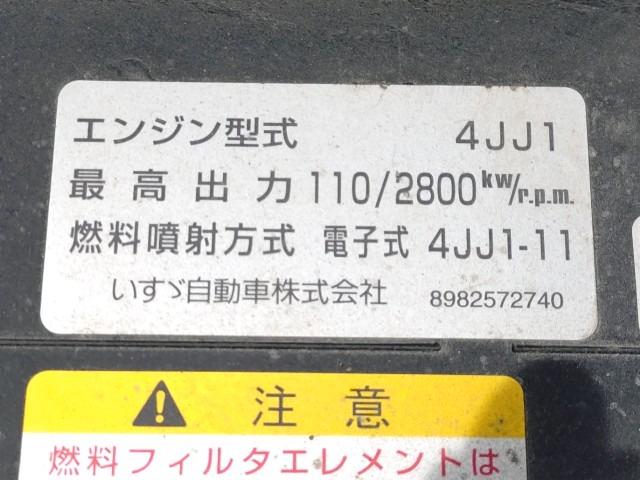 エンジン型式 4JJ1
最高出力 110/2800kw/r.p.m.
燃料噴射方式 電子式 4JJ1-11
いすゞ自動車株式会社 8982572740
注意
燃料フィルタエレメントは